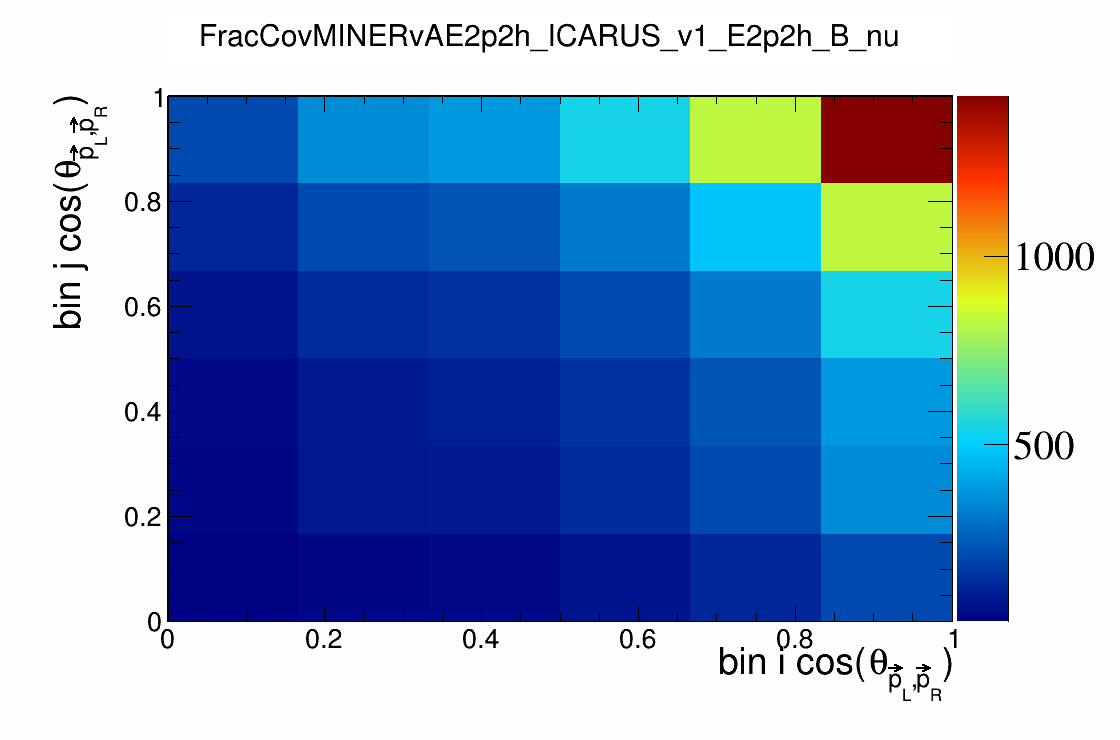 FracCovMINERvAE2p2h_ICARUS_v1_E2p2h_B_nu
bin j cos(θp⃗L,p⃗R)
1
0.8
0.6
0.4
0.2
0
0 0.2 0.4 0.6 0.8 1
bin i cos(θp⃗L,p⃗R)
1000
500